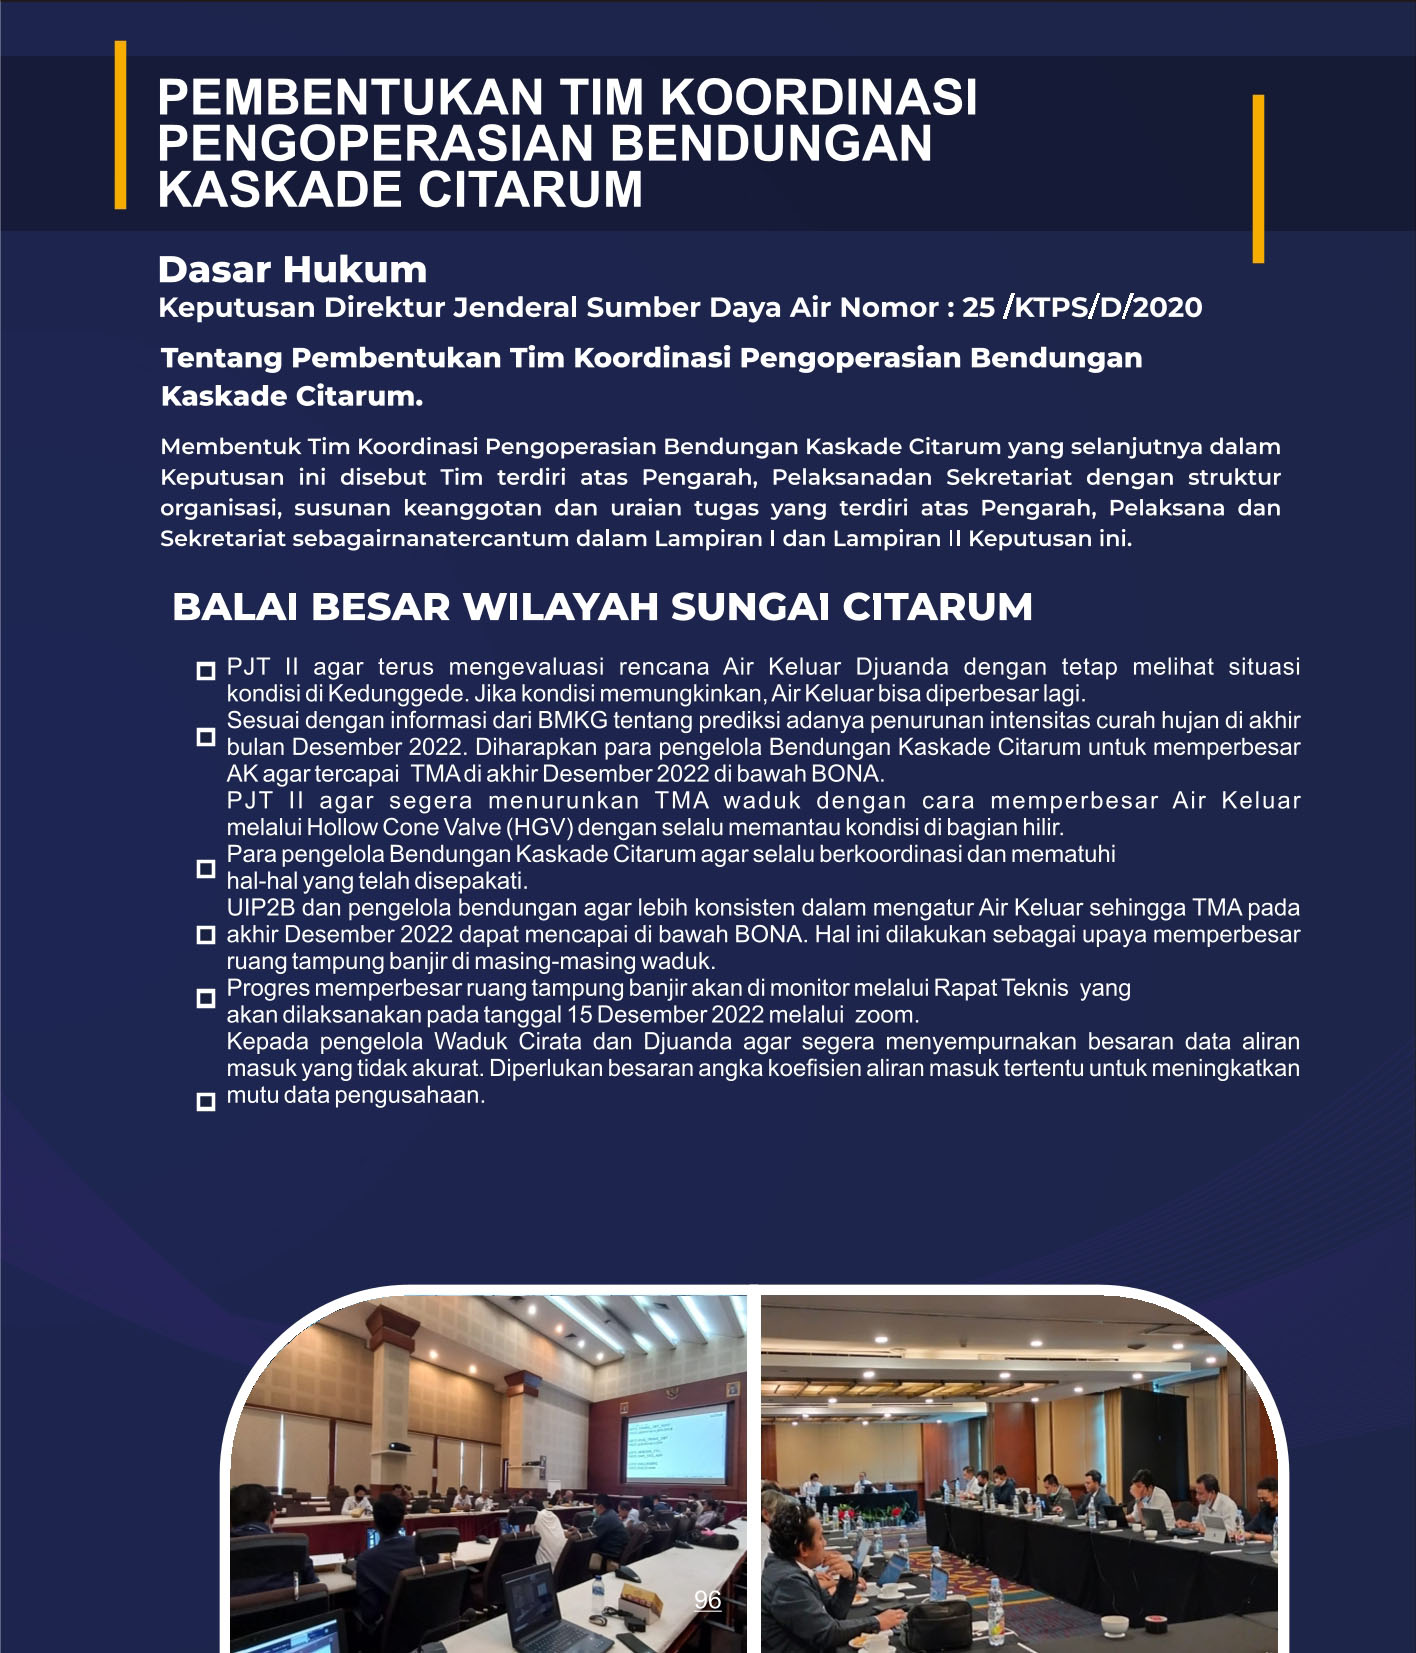 PEMBENTUKAN TIM KOORDINASI
PENGOPERASIAN BENDUNGAN
KASKADE CITARUM
Dasar Hukum
Keputusan Direktur Jenderal Sumber Daya Air Nomor : 25 /KTPS/D/2020
Tentang Pembentukan Tim Koordinasi Pengoperasian Bendungan
Kaskade Citarum.
Membentuk Tim Koordinasi Pengoperasian Bendungan Kaskade Citarum yang selanjutnya dalam
Keputusan ini disebut Tim terdiri atas Pengarah, Pelaksanadan Sekretariat dengan struktur
organisasi, susunan keanggotan dan uraian tugas yang terdiri atas Pengarah, Pelaksana dan
Sekretariat sebagairnanatercantum dalam Lampiran I dan Lampiran II Keputusan ini.
BALAI BESAR WILAYAH SUNGAI CITARUM
PJT II agar terus mengevaluasi rencana Air Keluar Djuanda dengan tetap melihat situasi
kondisi di Kedunggede. Jika kondisi memungkinkan, Air Keluar bisa diperbesar lagi.
Sesuai dengan informasi dari BMKG tentang prediksi adanya penurunan intensitas curah hujan di akhir
bulan Desember 2022. Diharapkan para pengelola Bendungan Kaskade Citarum untuk memperbesar
AK agar tercapai TMA di akhir Desember 2022 di bawah BONA.
PJT II agar segera menurunkan TMA waduk dengan cara memperbesar Air Keluar
melalui Hollow Cone Valve (HGV) dengan selalu memantau kondisi di bagian hilir.
Para pengelola Bendungan Kaskade Citarum agar selalu berkoordinasi dan mematuhi
hal-hal yang telah disepakati.
UIP2B dan pengelola bendungan agar lebih konsisten dalam mengatur Air Keluar sehingga TMA pada
akhir Desember 2022 dapat mencapai di bawah BONA. Hal ini dilakukan sebagai upaya memperbesar
ruang tampung banjir di masing-masing waduk.
Progres memperbesar ruang tampung banjir akan di monitor melalui Rapat Teknis yang
akan dilaksanakan pada tanggal 15 Desember 2022 melalui zoom.
Kepada pengelola Waduk Cirata dan Djuanda agar segera menyempurnakan besaran data aliran
masuk yang tidak akurat. Diperlukan besaran angka koefisien aliran masuk tertentu untuk meningkatkan
mutu data pengusahaan.
96